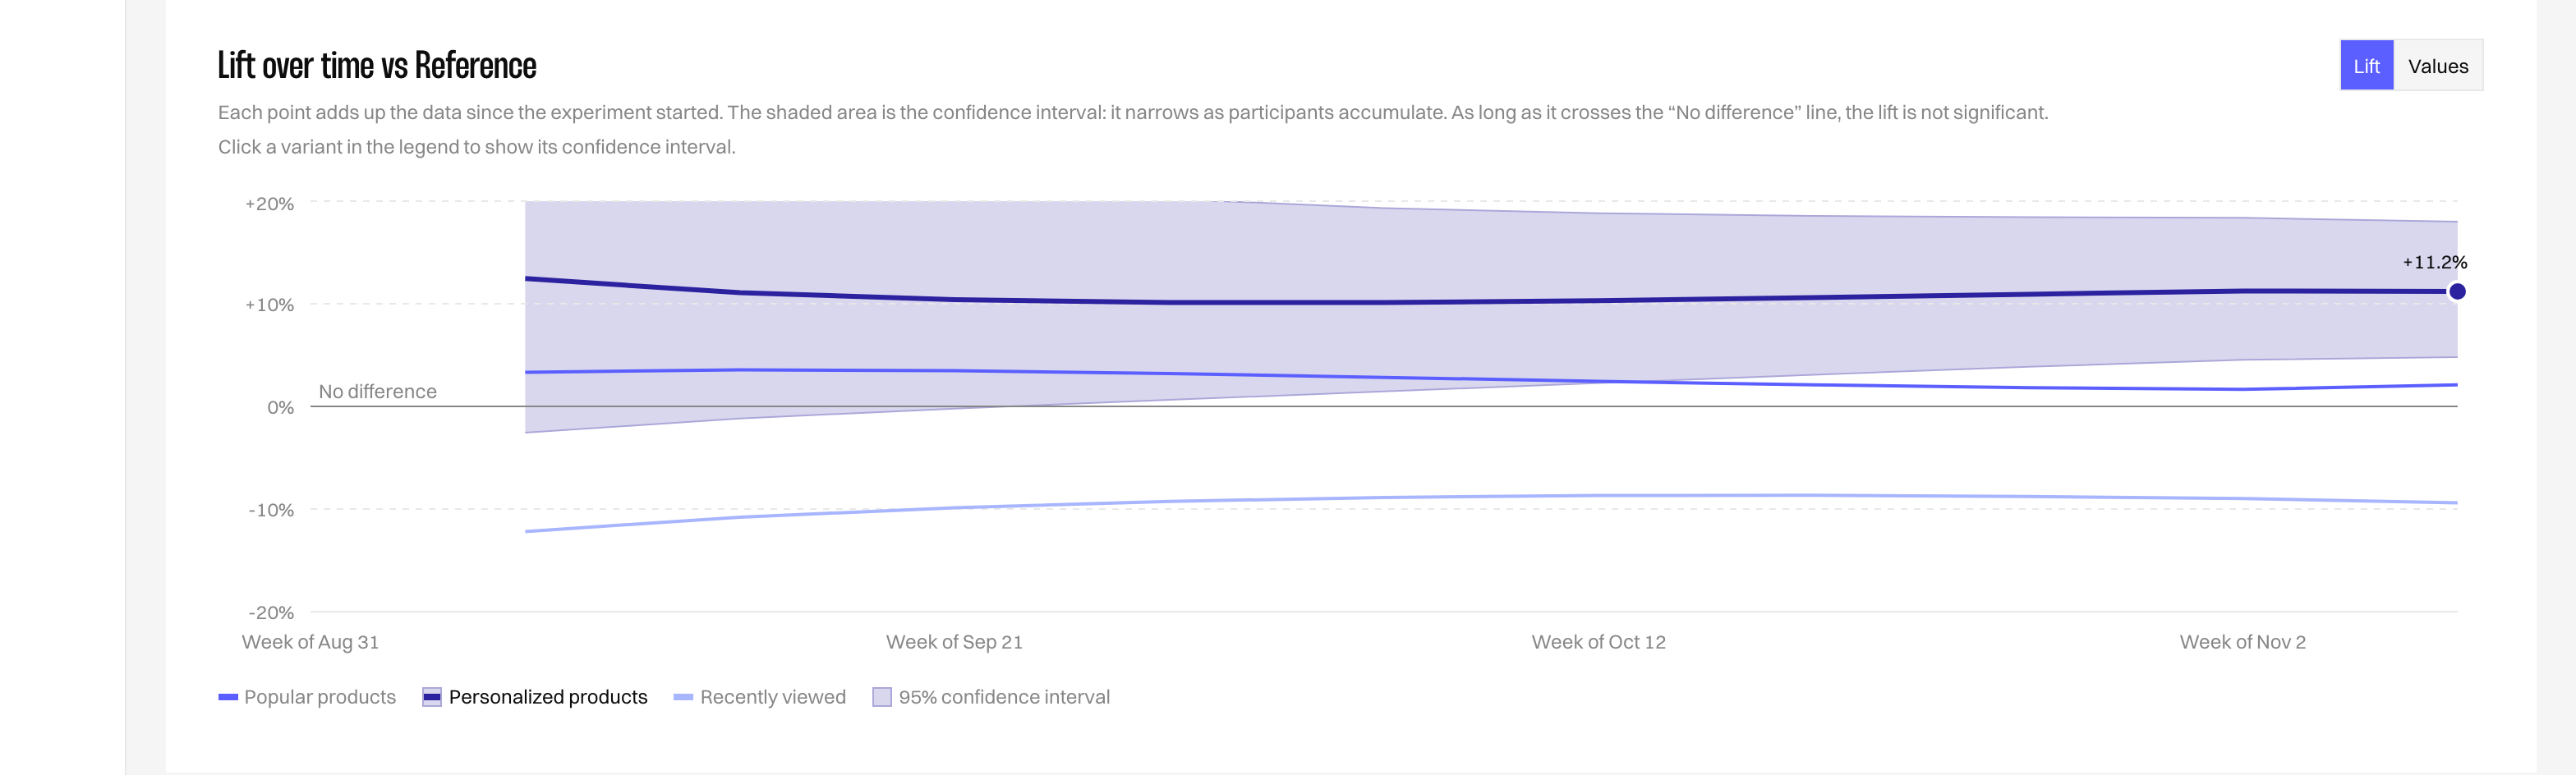 Lift over time vs Reference
Lift Values
Each point adds up the data since the experiment started. The shaded area is the confidence interval: it narrows as participants accumulate. As long as it crosses the “No difference” line, the lift is not significant.
Click a variant in the legend to show its confidence interval.
+20%
+11.2%
+10%
No difference
0%
-10%
-20%
Week of Aug 31 Week of Sep 21 Week of Oct 12 Week of Nov 2
Popular products Personalized products Recently viewed 95% confidence interval